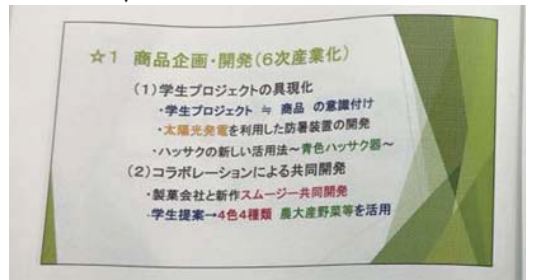 ☆1 商品企画・開発(6次産業化)
(1)学生プロジェクトの具現化
・学生プロジェクト ≒ 商品 の意識付け
・太陽光発電を利用した防暑装置の開発
・ハッサクの新しい活用法～青色ハッサク器～
(2)コラボレーションによる共同開発
・製菓会社と新作スムージー共同開発
・学生提案→4色4種類 農大産野菜等を活用